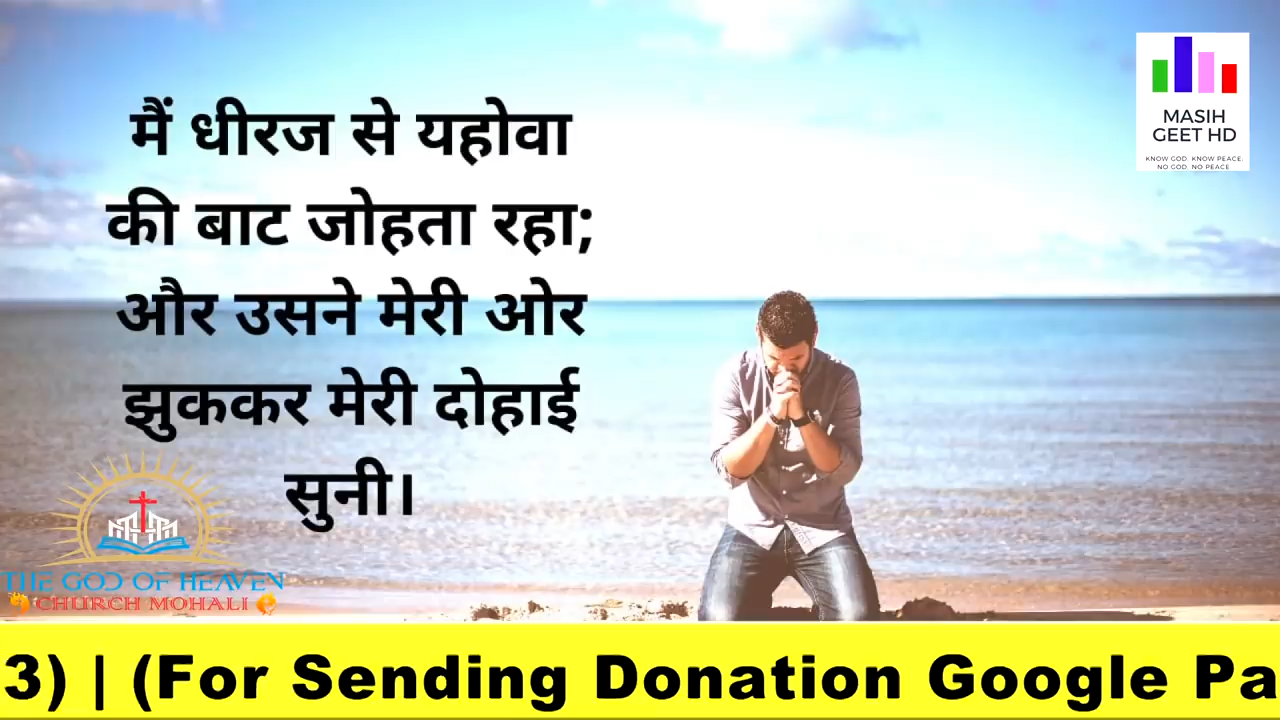 मैं धीरज से यहोवा
की बाट जोहता रहा;
और उसने मेरी ओर
झुककर मेरी दोहाई
सुनी।
MASIH
GEET HD
KNOW GOD. KNOW PEACE.
NO GOD. NO PEACE
THE GOD OF HEAVEN
CHURCH MOHALI
3) | (For Sending Donation Google Pa